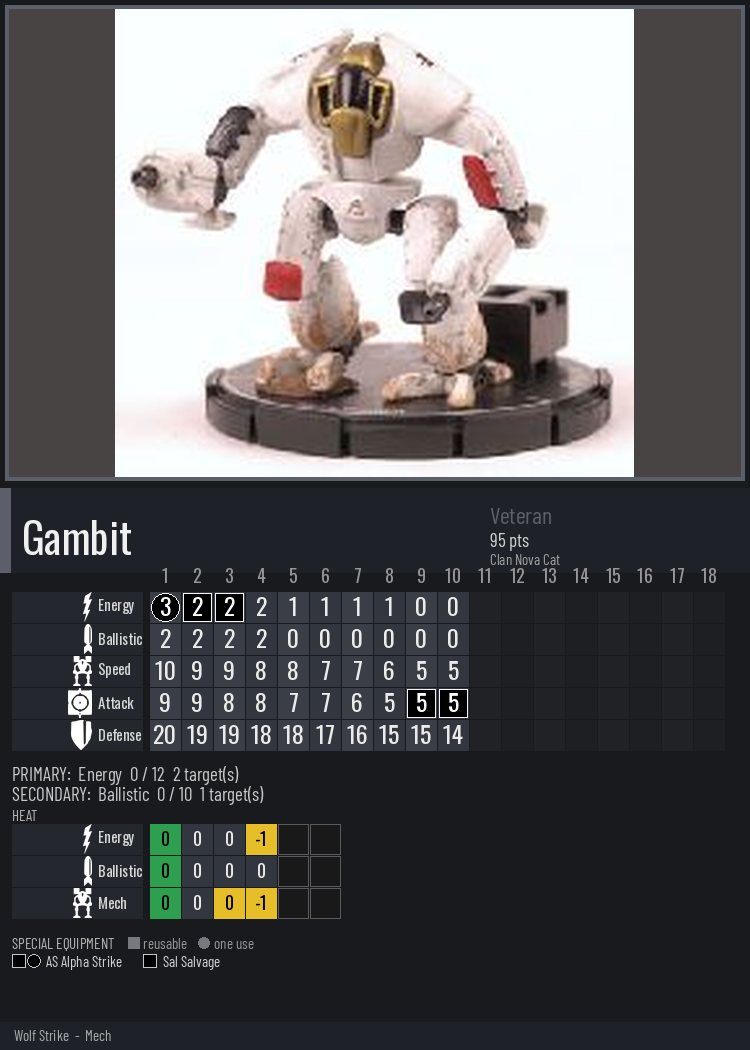 Gambit
Veteran
95 pts
Clan Nova Cat
1 2 3 4 5 6 7 8 9 10 11 12 13 14 15 16 17 18
Energy 3 2 2 2 1 1 1 1 0 0
Ballistic 2 2 2 2 0 0 0 0 0 0
Speed 10 9 9 8 8 7 7 6 5 5
Attack 9 9 8 8 7 7 6 5 5 5
Defense 20 19 19 18 18 17 16 15 15 14
PRIMARY: Energy 0 / 12 2 target(s)
SECONDARY: Ballistic 0 / 10 1 target(s)
HEAT
Energy 0 0 0 -1
Ballistic 0 0 0 0
Mech 0 0 0 -1
SPECIAL EQUIPMENT reusable one use
AS Alpha Strike Sal Salvage
Wolf Strike - Mech